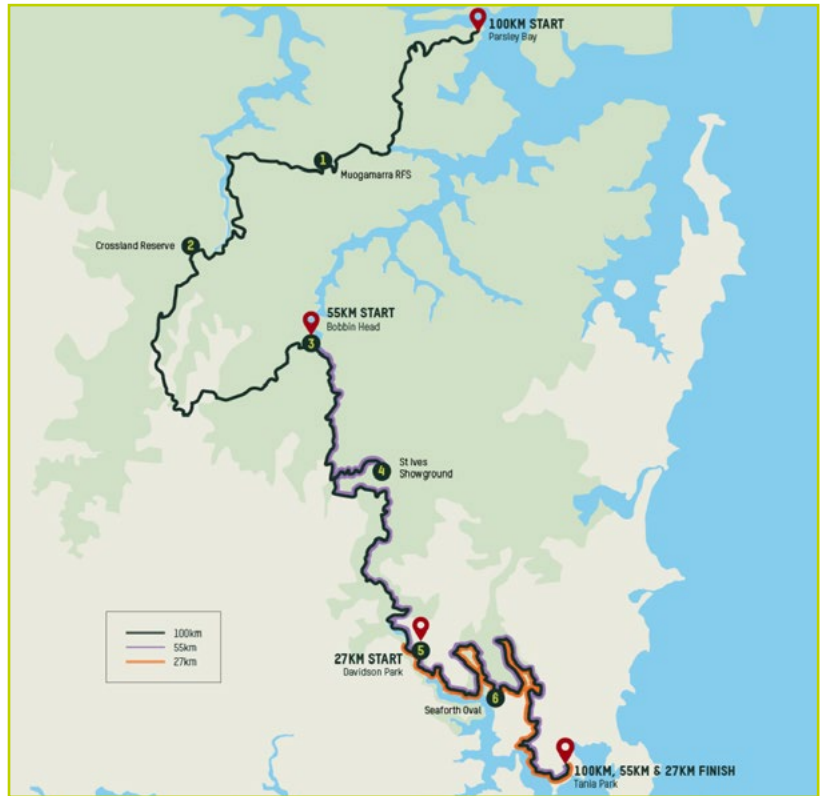 100KM START
Parsley Bay
1
Muogamarra RFS
Crossland Reserve
2
55KM START
Bobbin Head
3
St Ives
Showground
4
100km
55km
27km
27KM START
Davidson Park
5
Seaforth Oval
6
100KM, 55KM & 27KM FINISH
Tania Park